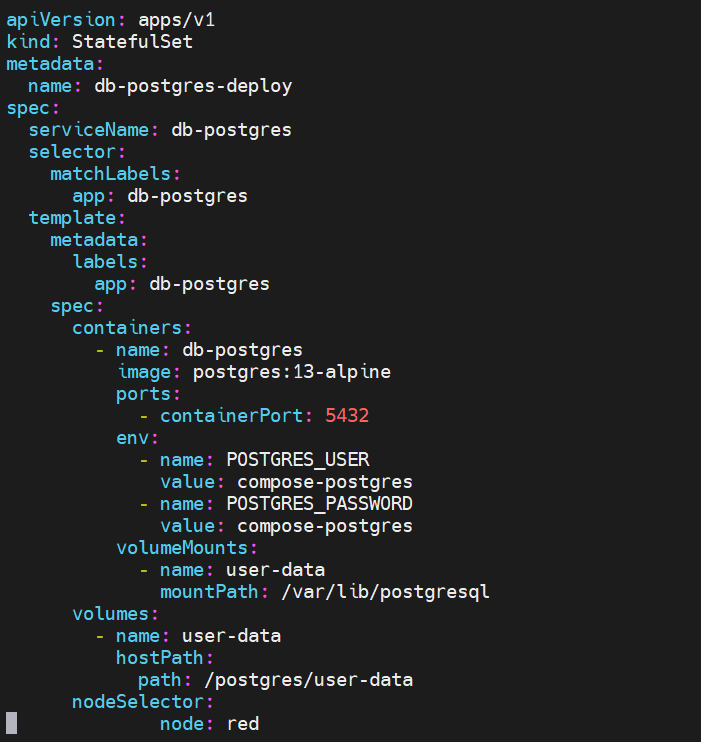 apiVersion: apps/v1
kind: StatefulSet
metadata:
  name: db-postgres-deploy
spec:
  serviceName: db-postgres
  selector:
    matchLabels:
      app: db-postgres
  template:
    metadata:
      labels:
        app: db-postgres
    spec:
      containers:
        - name: db-postgres
          image: postgres:13-alpine
          ports:
            - containerPort: 5432
          env:
            - name: POSTGRES_USER
              value: compose-postgres
            - name: POSTGRES_PASSWORD
              value: compose-postgres
          volumeMounts:
            - name: user-data
              mountPath: /var/lib/postgresql
      volumes:
        - name: user-data
          hostPath:
            path: /postgres/user-data
      nodeSelector:
              node: red